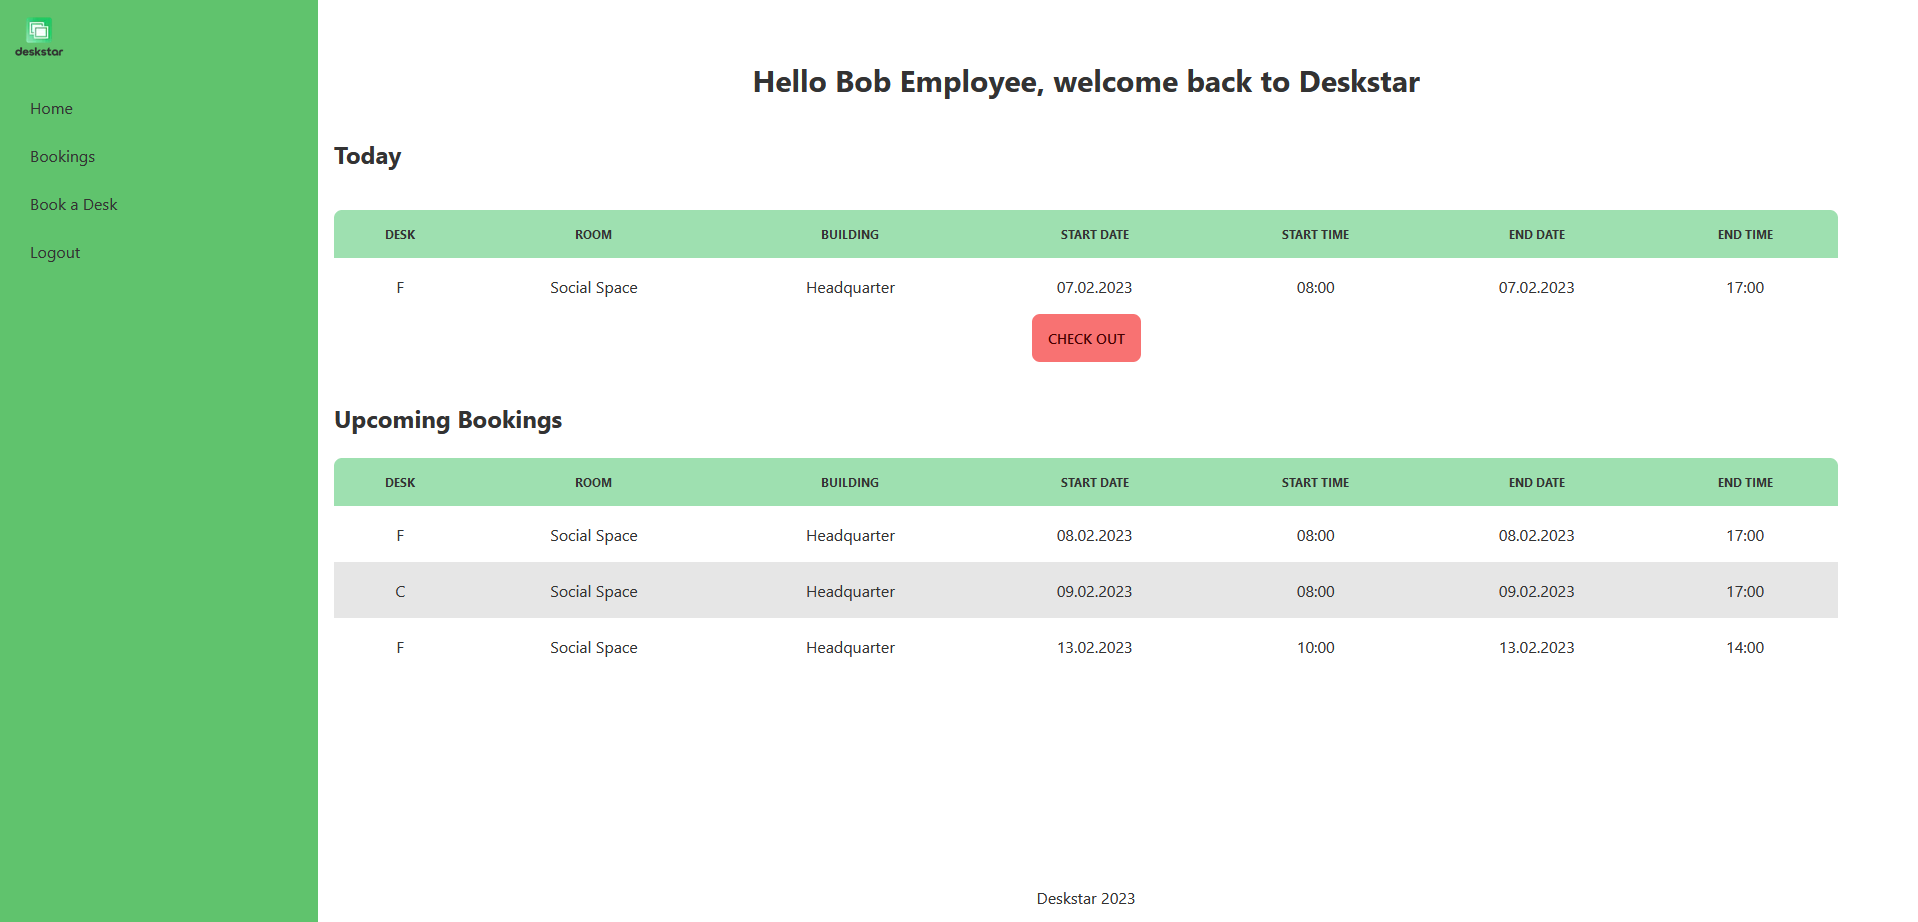 deskstar
Home
Bookings
Book a Desk
Logout
Hello Bob Employee, welcome back to Deskstar
Today
DESK ROOM BUILDING START DATE START TIME END DATE END TIME
F Social Space Headquarter 07.02.2023 08:00 07.02.2023 17:00
CHECK OUT
Upcoming Bookings
DESK ROOM BUILDING START DATE START TIME END DATE END TIME
F Social Space Headquarter 08.02.2023 08:00 08.02.2023 17:00
C Social Space Headquarter 09.02.2023 08:00 09.02.2023 17:00
F Social Space Headquarter 13.02.2023 10:00 13.02.2023 14:00
Deskstar 2023